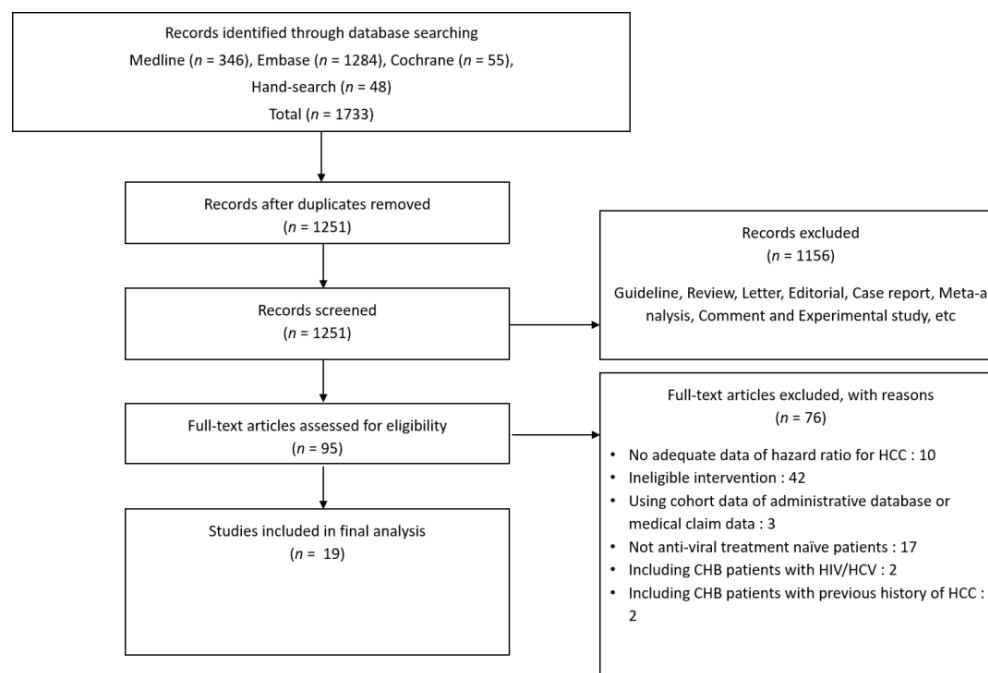 Records identified through database searching
Medline (n = 346), Embase (n = 1284), Cochrane (n = 55),
Hand-search (n = 48)
Total (n = 1733)
Records after duplicates removed
(n = 1251)
Records excluded
(n = 1156)
Guideline, Review, Letter, Editorial, Case report, Meta-a
nalysis, Comment and Experimental study, etc
Records screened
(n = 1251)
Full-text articles assessed for eligibility
(n = 95)
Full-text articles excluded, with reasons
(n = 76)
• No adequate data of hazard ratio for HCC : 10
• Ineligible intervention : 42
• Using cohort data of administrative database or
medical claim data : 3
• Not anti-viral treatment naïve patients : 17
• Including CHB patients with HIV/HCV : 2
• Including CHB patients with previous history of HCC :
2
Studies included in final analysis
(n = 19)